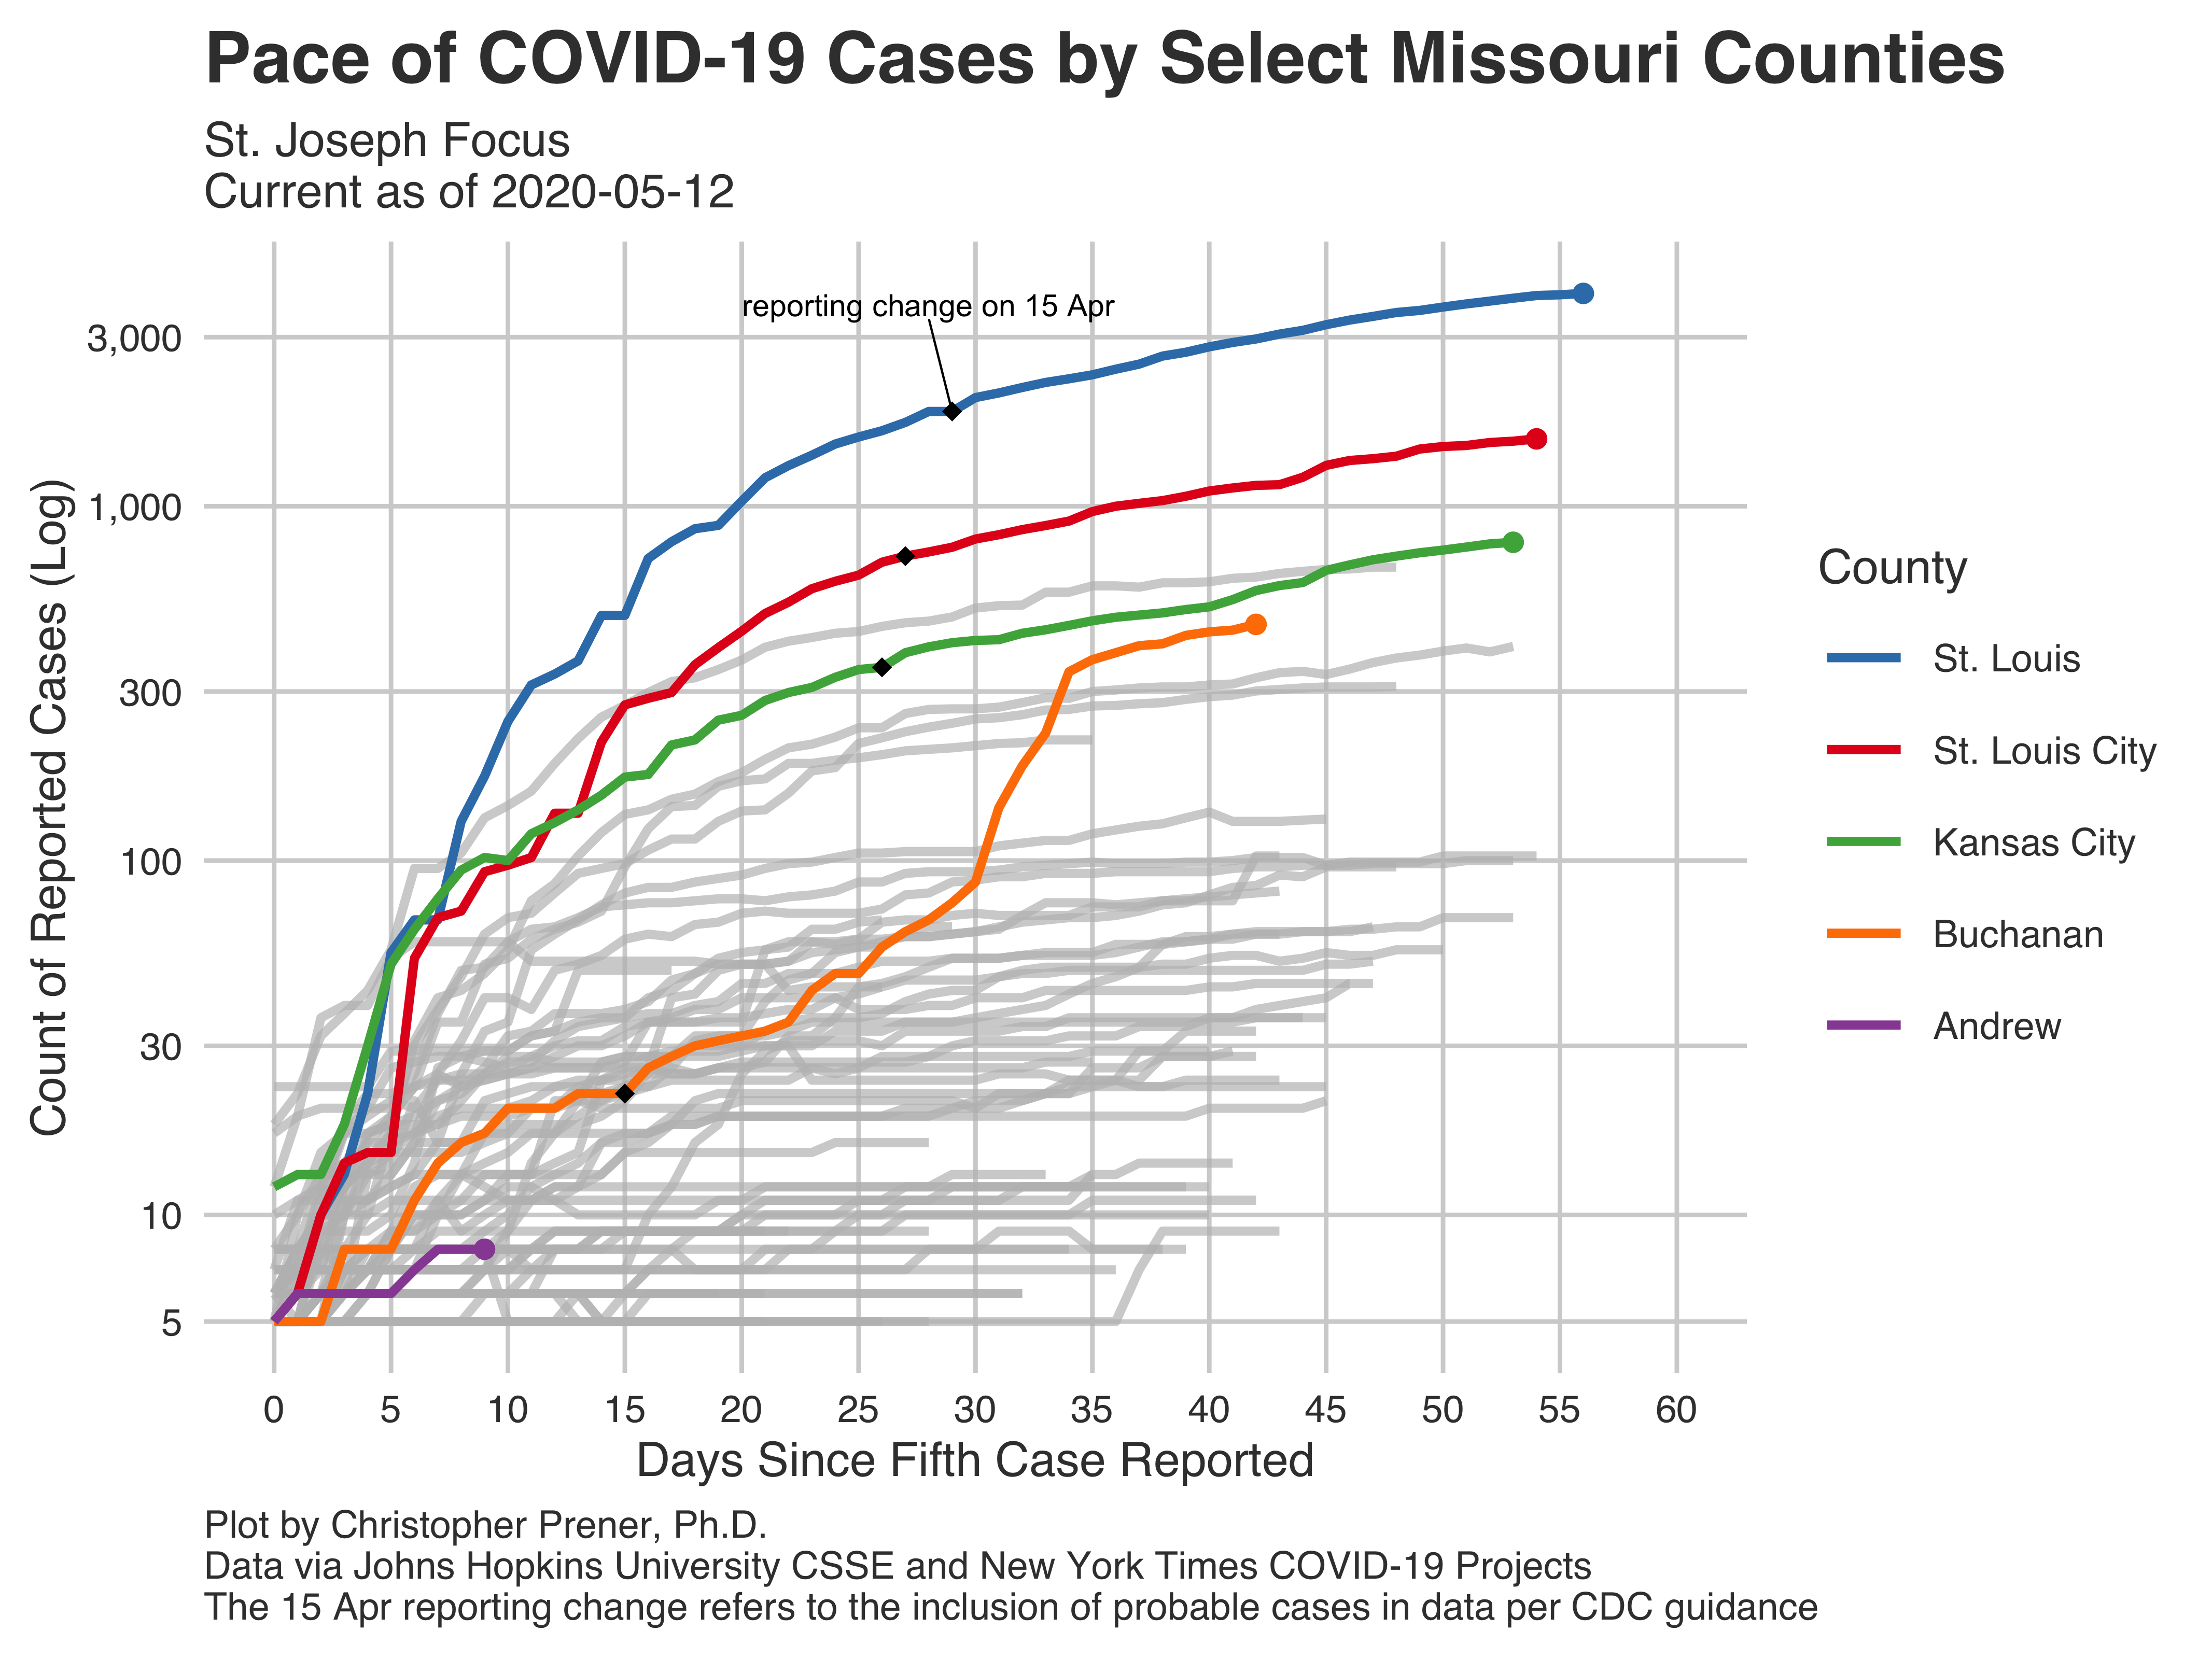 Pace of COVID-19 Cases by Select Missouri Counties
St. Joseph Focus
Current as of 2020-05-12
reporting change on 15 Apr
3,000
1,000
300
100
30
10
5
Count of Reported Cases (Log)
0 5 10 15 20 25 30 35 40 45 50 55 60
Days Since Fifth Case Reported
County
St. Louis
St. Louis City
Kansas City
Buchanan
Andrew
Plot by Christopher Prener, Ph.D.
Data via Johns Hopkins University CSSE and New York Times COVID-19 Projects
The 15 Apr reporting change refers to the inclusion of probable cases in data per CDC guidance